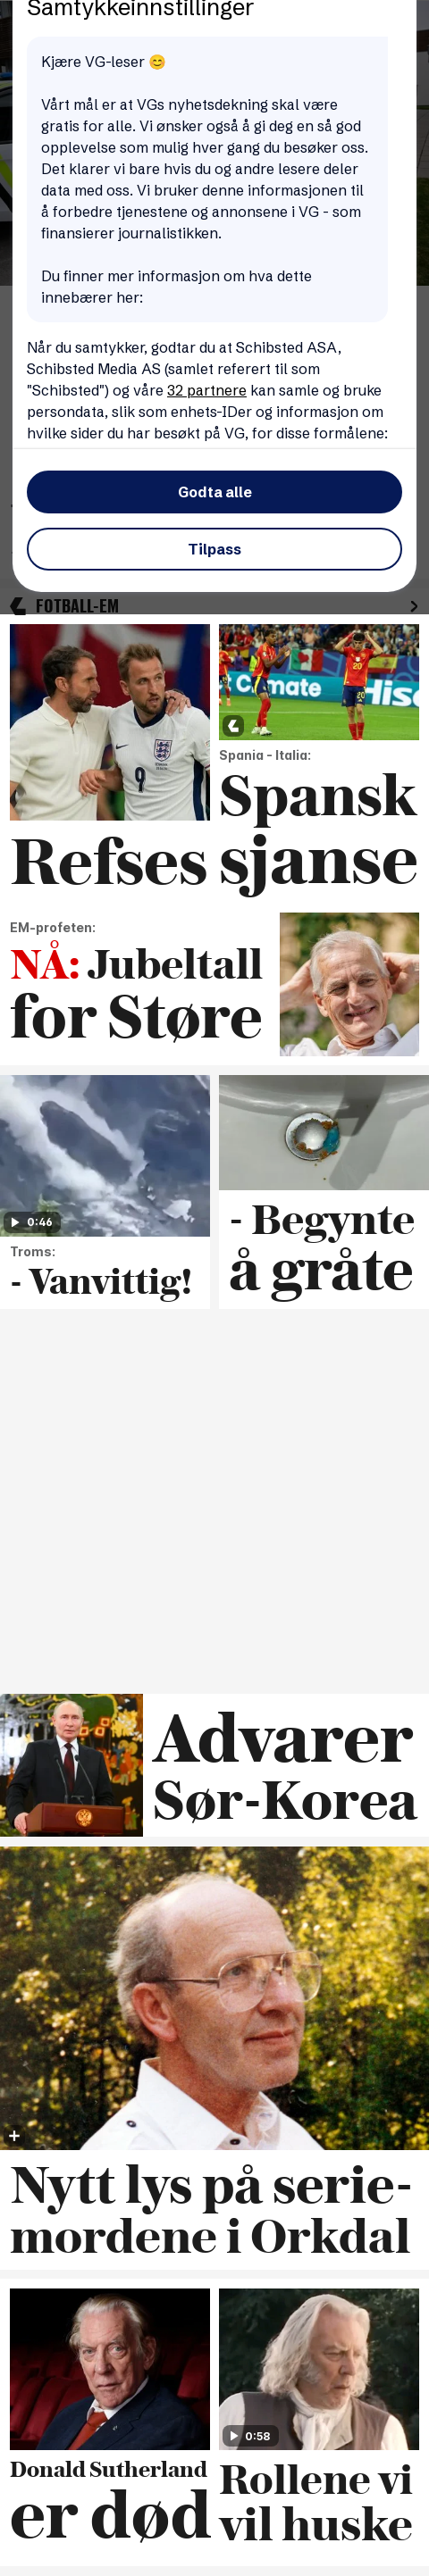 Samtykkeinnstillinger
Kjære VG-leser 😊
Vårt mål er at VGs nyhetsdekning skal være
gratis for alle. Vi ønsker også å gi deg en så god
opplevelse som mulig hver gang du besøker oss.
Det klarer vi bare hvis du og andre lesere deler
data med oss. Vi bruker denne informasjonen til
å forbedre tjenestene og annonsene i VG - som
finansierer journalistikken.
Du finner mer informasjon om hva dette
innebærer her:
Når du samtykker, godtar du at Schibsted ASA,
Schibsted Media AS (samlet referert til som
"Schibsted") og våre 32 partnere kan samle og bruke
persondata, slik som enhets-IDer og informasjon om
hvilke sider du har besøkt på VG, for disse formålene:
Godta alle
Tilpass
FOTBALL-EM
9
Refses
Climate
Hise
20
Spania - Italia:
Spansk
sjanse
EM-profeten:
NÅ: Jubeltall
for Støre
0:46
Troms:
- Vanvittig!
- Begynte
å gråte
Advarer
Sør-Korea
Nytt lys på serie-
mordene i Orkdal
Donald Sutherland
er død
0:58
Rollene vi
vil huske